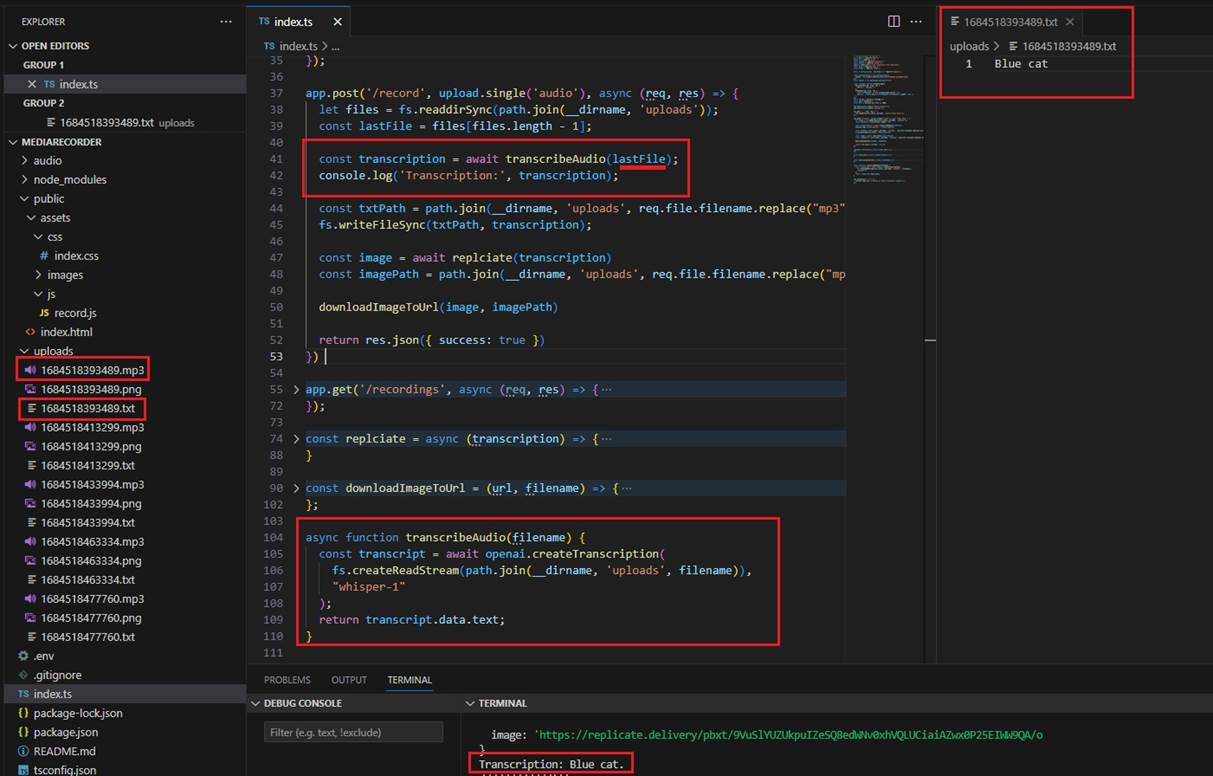 EXPLORER
···
OPEN EDITORS
GROUP 1
TS index.ts
GROUP 2
1684518393489.txt uploads
MEDIARECORDER
audio
node_modules
public
assets
css
# index.css
images
js
JS record.js
<> index.html
uploads
1684518393489.mp3
1684518393489.png
1684518393489.txt
1684518413299.mp3
1684518413299.png
1684518413299.txt
1684518433994.mp3
1684518433994.png
1684518433994.txt
1684518463334.mp3
1684518463334.png
1684518463334.txt
1684518477760.mp3
1684518477760.png
1684518477760.txt
.env
.gitignore
TS index.ts
{} package-lock.json
{} package.json
README.md
TS tsconfig.json
TS index.ts
TS index.ts > ...
35 });
36
37 app.post('/record', upload.single('audio'), async (req, res) => {
38 let files = fs.readdirSync(path.join(__dirname, 'uploads'));
39 const lastFile = files[files.length - 1];
40
41 const transcription = await transcribeAudio(lastFile);
42 console.log('Transcription:', transcription);
43
44 const txtPath = path.join(__dirname, 'uploads', req.file.filename.replace("mp3"
45 fs.writeFileSync(txtPath, transcription);
46
47 const image = await replciate(transcription)
48 const imagePath = path.join(__dirname, 'uploads', req.file.filename.replace("mp
49
50 downloadImageToUrl(image, imagePath)
51
52 return res.json({ success: true })
53 })
54
55 app.get('/recordings', async (req, res) => {···
72 });
73
74 const replciate = async (transcription) => {···
88 }
89
90 const downloadImageToUrl = (url, filename) => {···
102 };
103
104 async function transcribeAudio(filename) {
105 const transcript = await openai.createTranscription(
106 fs.createReadStream(path.join(__dirname, 'uploads', filename)),
107 "whisper-1"
108 );
109 return transcript.data.text;
110 }
111
1684518393489.txt
uploads > 1684518393489.txt
1 Blue cat
PROBLEMS OUTPUT TERMINAL
DEBUG CONSOLE
Filter (e.g. text, !exclude)
TERMINAL
image: 'https://replicate.delivery/pbxt/9VuSlYUZUkpuIZeSQ8edWNv0xhVQLUCiaiAZwx0P25EIWW9QA/o
}
Transcription: Blue cat.